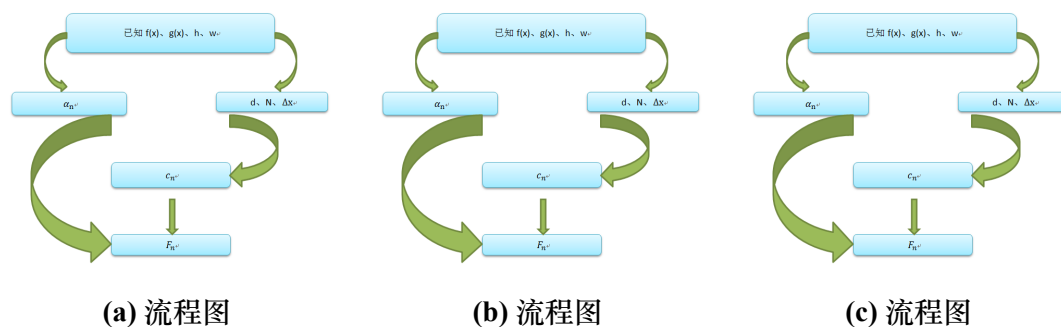 已知 f(x)、g(x)、h、w↵
αn↵
d、N、Δx↵
cn↵
Fn↵
(a) 流程图
已知 f(x)、g(x)、h、w↵
αn↵
d、N、Δx↵
cn↵
Fn↵
(b) 流程图
已知 f(x)、g(x)、h、w↵
αn↵
d、N、Δx↵
cn↵
Fn↵
(c) 流程图